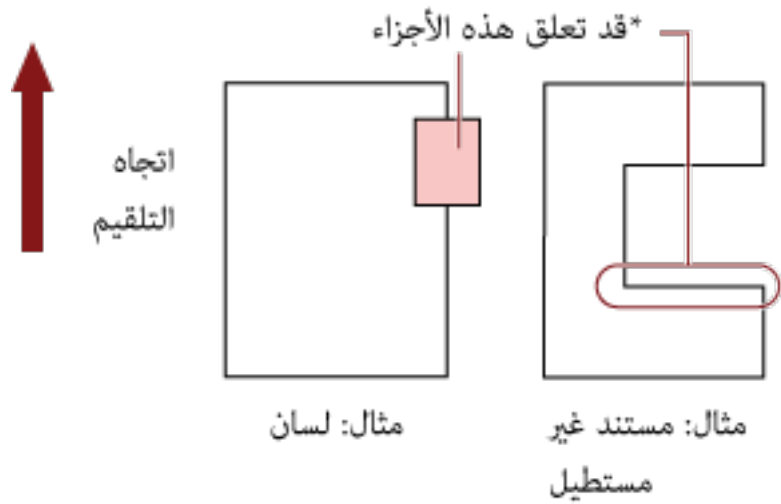 *قد تعلق هذه الأجزاء
اتجاه
التلقيم
مثال: لسان
مثال: مستند غير
مستطيل